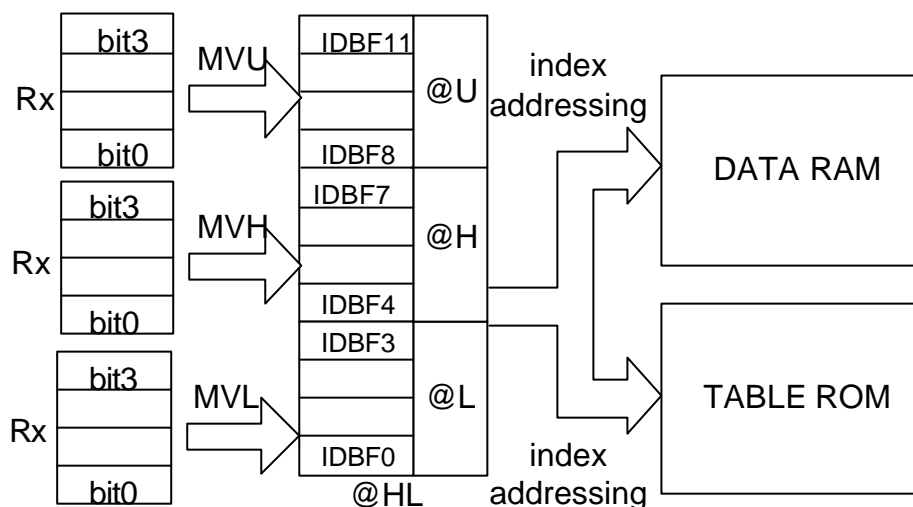 bit3
Rx
bit0
MVU
IDBF11
IDBF8
@U
index
addressing
DATA RAM
bit3
Rx
bit0
MVH
IDBF7
IDBF4
@H
bit3
Rx
bit0
MVL
IDBF3
IDBF0
@L
@HL
index
addressing
TABLE ROM